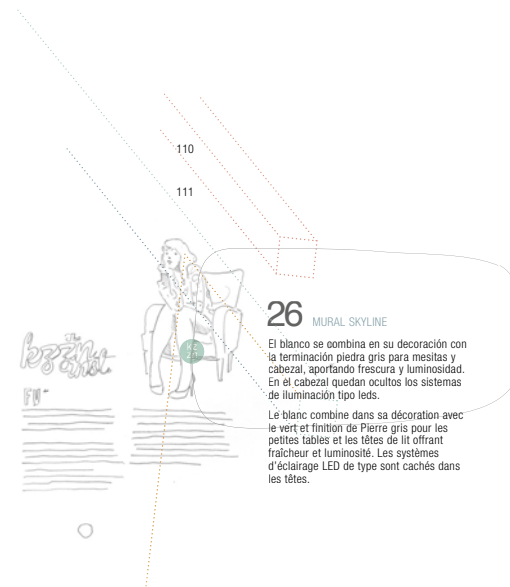 110
111
26 MURAL SKYLINE
El blanco se combina en su decoración con
la terminación piedra gris para mesitas y
cabezal, aportando frescura y luminosidad.
En el cabezal quedan ocultos los sistemas
de iluminación tipo leds.
Le blanc combine dans sa décoration avec
le vert et finition de Pierre gris pour les
petites tables et les têtes de lit offrant
fraîcheur et luminosité. Les systèmes
d'éclairage LED de type sont cachés dans
les têtes.